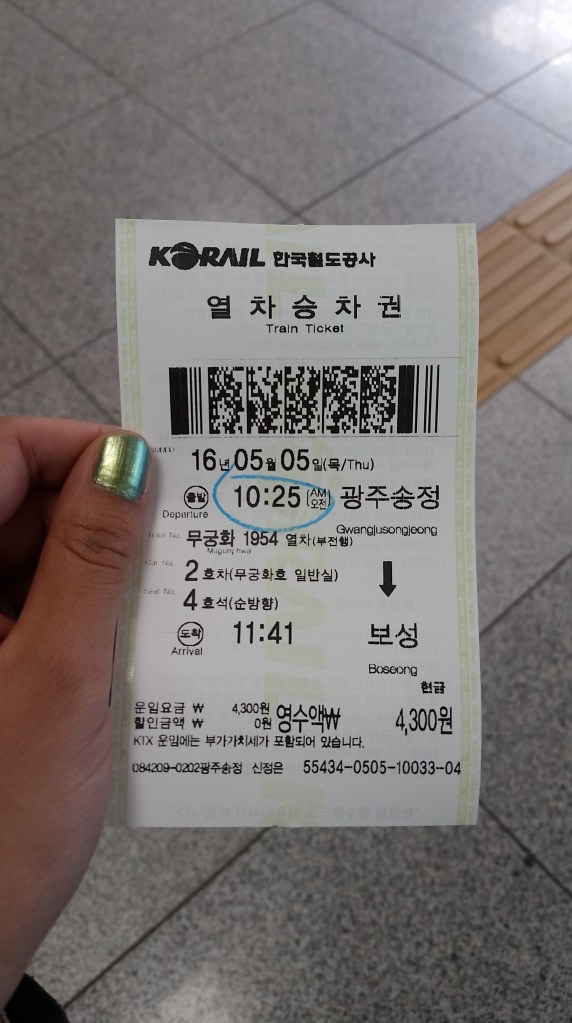 KORAIL 한국철도공사
열차승차권
Train Ticket
16년 05월 05일(목/Thu)
출발 10:25 (AM 오전) 광주송정
Departure Gwangjusongjeong
Train No. 무궁화 1954 열차(부전행)
Mugunghwa
Car No. 2 호차(무궁화호 일반실)
Seat No. 4 호석(순방향)
도착 11:41 보성
Arrival Boseong
현금
운임요금 ₩ 4,300원 영수액₩ 4,300원
할인금액 ₩ 0원
KTX 운임에는 부가가치세가 포함되어 있습니다.
084209-0202광주송정 신정은 55434-0505-10033-04